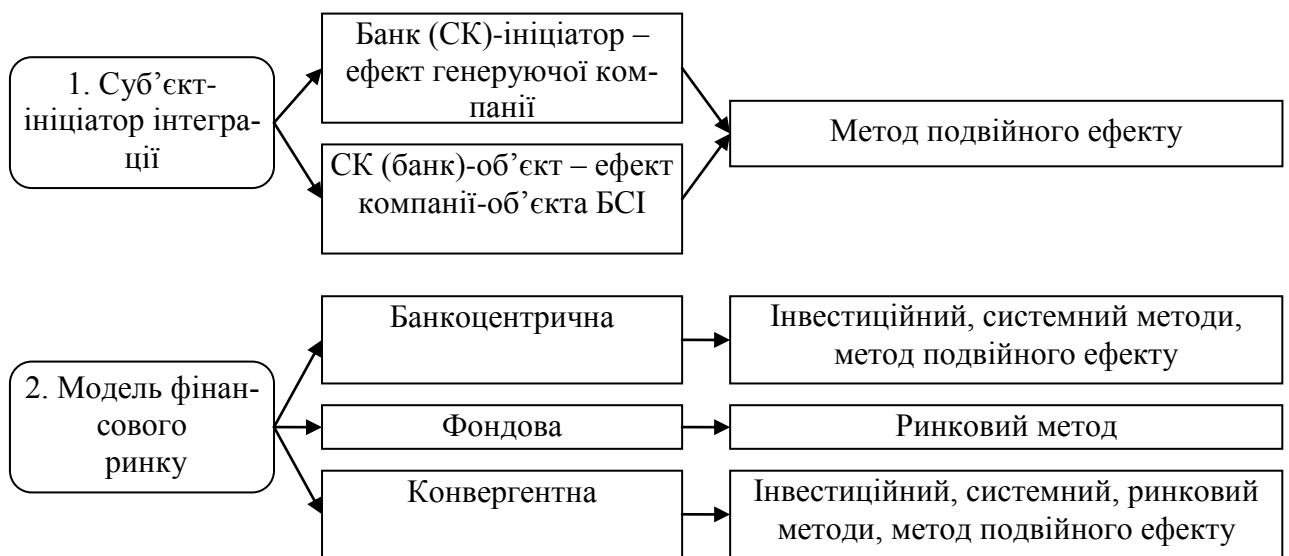 1. Суб’єкт-
ініціатор інтегра-
ції
Банк (СК)-ініціатор –
ефект генеруючої ком-
панії
СК (банк)-об’єкт – ефект
компанії-об’єкта БСІ
Метод подвійного ефекту
2. Модель фінан-
сового
ринку
Банкоцентрична
Інвестиційний, системний методи,
метод подвійного ефекту
Фондова
Ринковий метод
Конвергентна
Інвестиційний, системний, ринковий
методи, метод подвійного ефекту